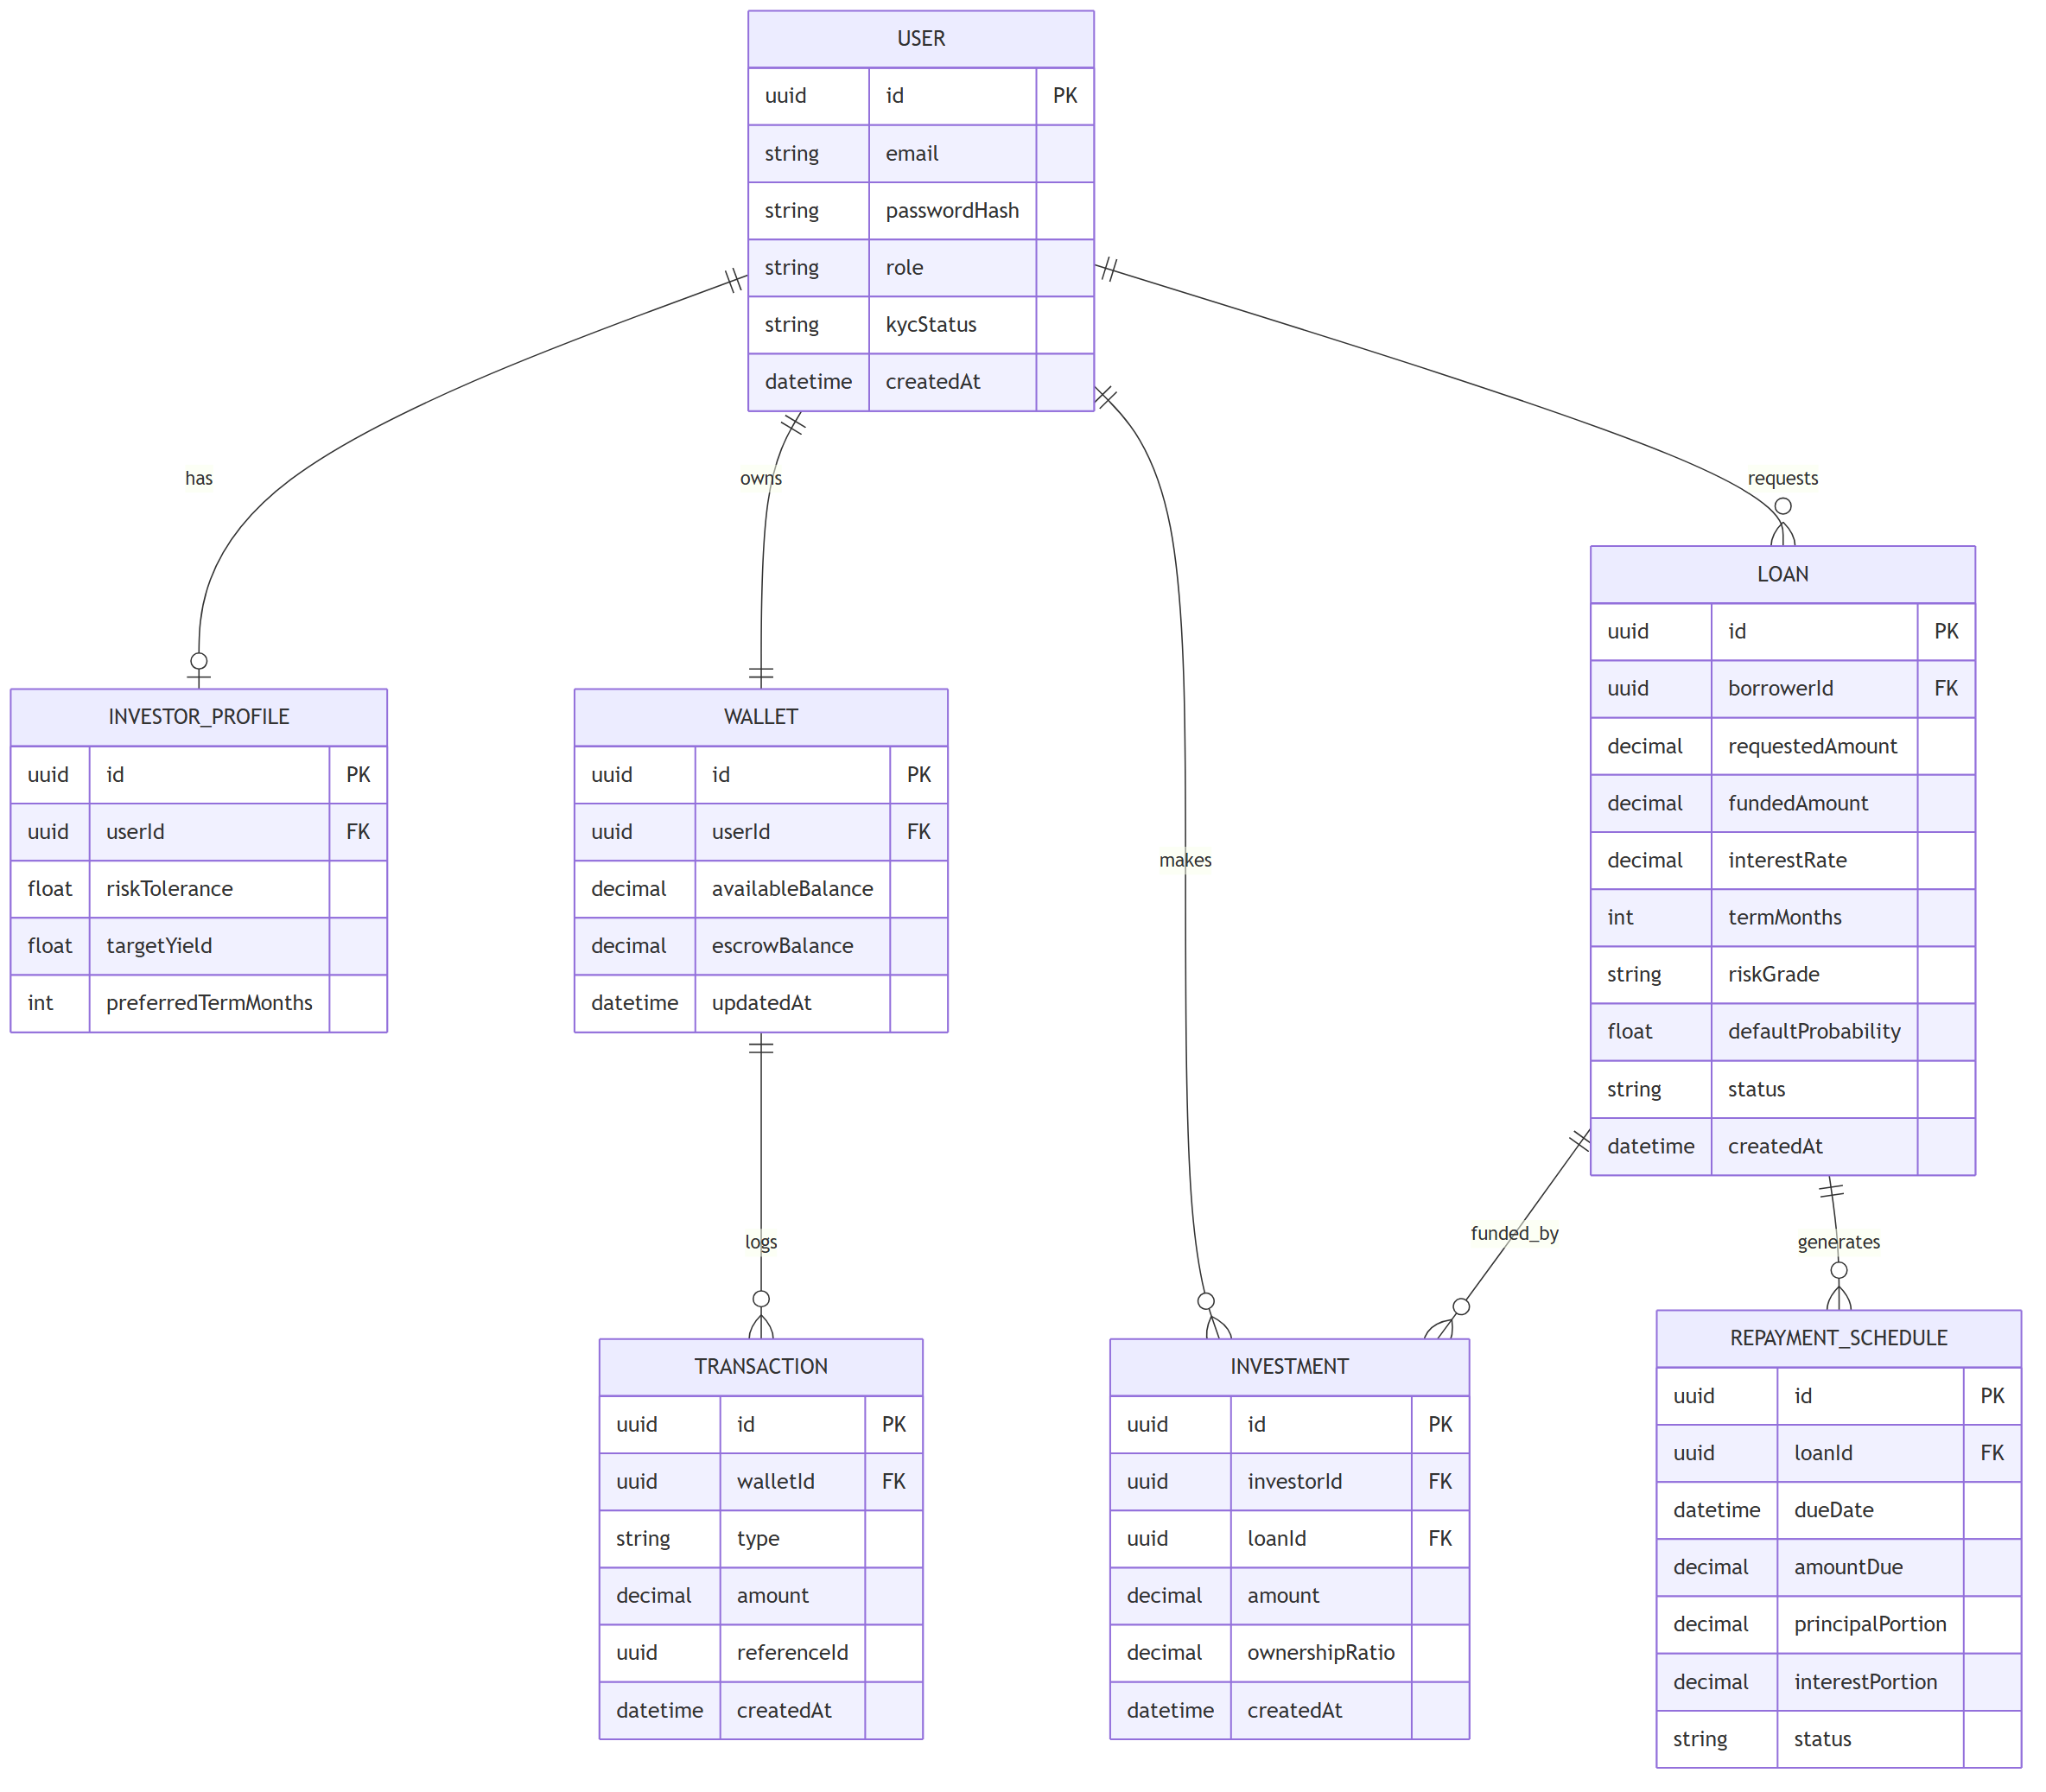 USER
uuid id PK
string email
string passwordHash
string role
string kycStatus
datetime createdAt
has
owns
requests
LOAN
uuid id PK
uuid borrowerId FK
decimal requestedAmount
decimal fundedAmount
decimal interestRate
int termMonths
string riskGrade
float defaultProbability
string status
datetime createdAt
INVESTOR_PROFILE
uuid id PK
uuid userId FK
float riskTolerance
float targetYield
int preferredTermMonths
WALLET
uuid id PK
uuid userId FK
decimal availableBalance
decimal escrowBalance
datetime updatedAt
makes
logs
funded_by
generates
TRANSACTION
uuid id PK
uuid walletId FK
string type
decimal amount
uuid referenceId
datetime createdAt
INVESTMENT
uuid id PK
uuid investorId FK
uuid loanId FK
decimal amount
decimal ownershipRatio
datetime createdAt
REPAYMENT_SCHEDULE
uuid id PK
uuid loanId FK
datetime dueDate
decimal amountDue
decimal principalPortion
decimal interestPortion
string status